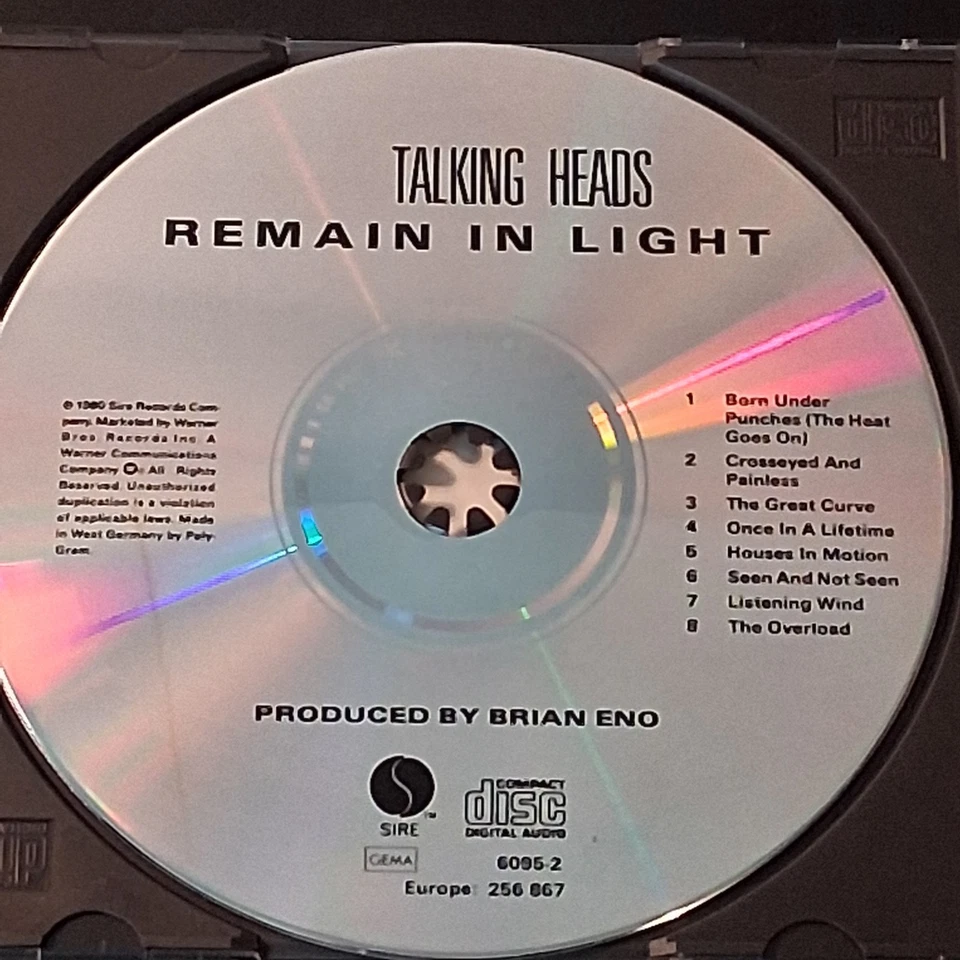 TALKING HEADS
REMAIN IN LIGHT
℗ 1980 Sire Records Com-
pany. Marketed by Warner
Bros Records Inc. A
Warner Communications
Company All Rights
Reserved. Unauthorized
duplication is a violation
of applicable laws. Made
in West Germany by Poly-
Gram.
1 Born Under
Punches (The Heat
Goes On)
2 Crosseyed And
Painless
3 The Great Curve
4 Once In A Lifetime
5 Houses In Motion
6 Seen And Not Seen
7 Listening Wind
8 The Overload
PRODUCED BY BRIAN ENO
SIRE ™
COMPACT
disc
DIGITAL AUDIO
GEMA
6095-2
Europe 256 867